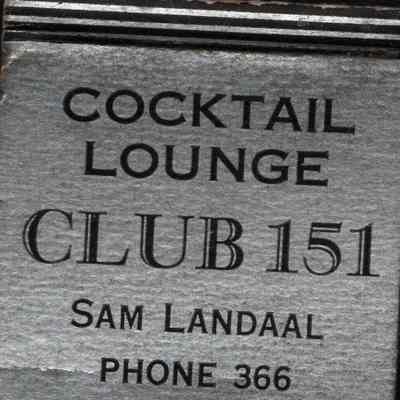 COCKTAIL
LOUNGE
CLUB 151
SAM LANDAAL
PHONE 366